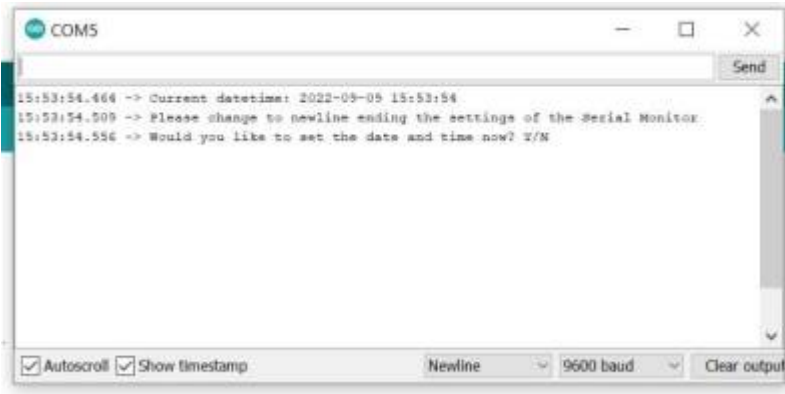 COM5
Send
15:53:54.464 -> Current datetime: 2022-09-09 15:53:54
15:53:54.509 -> Please change to newline ending the settings of the Serial Monitor
15:53:54.556 -> Would you like to set the date and time now? Y/N
Autoscroll Show timestamp Newline 9600 baud Clear output